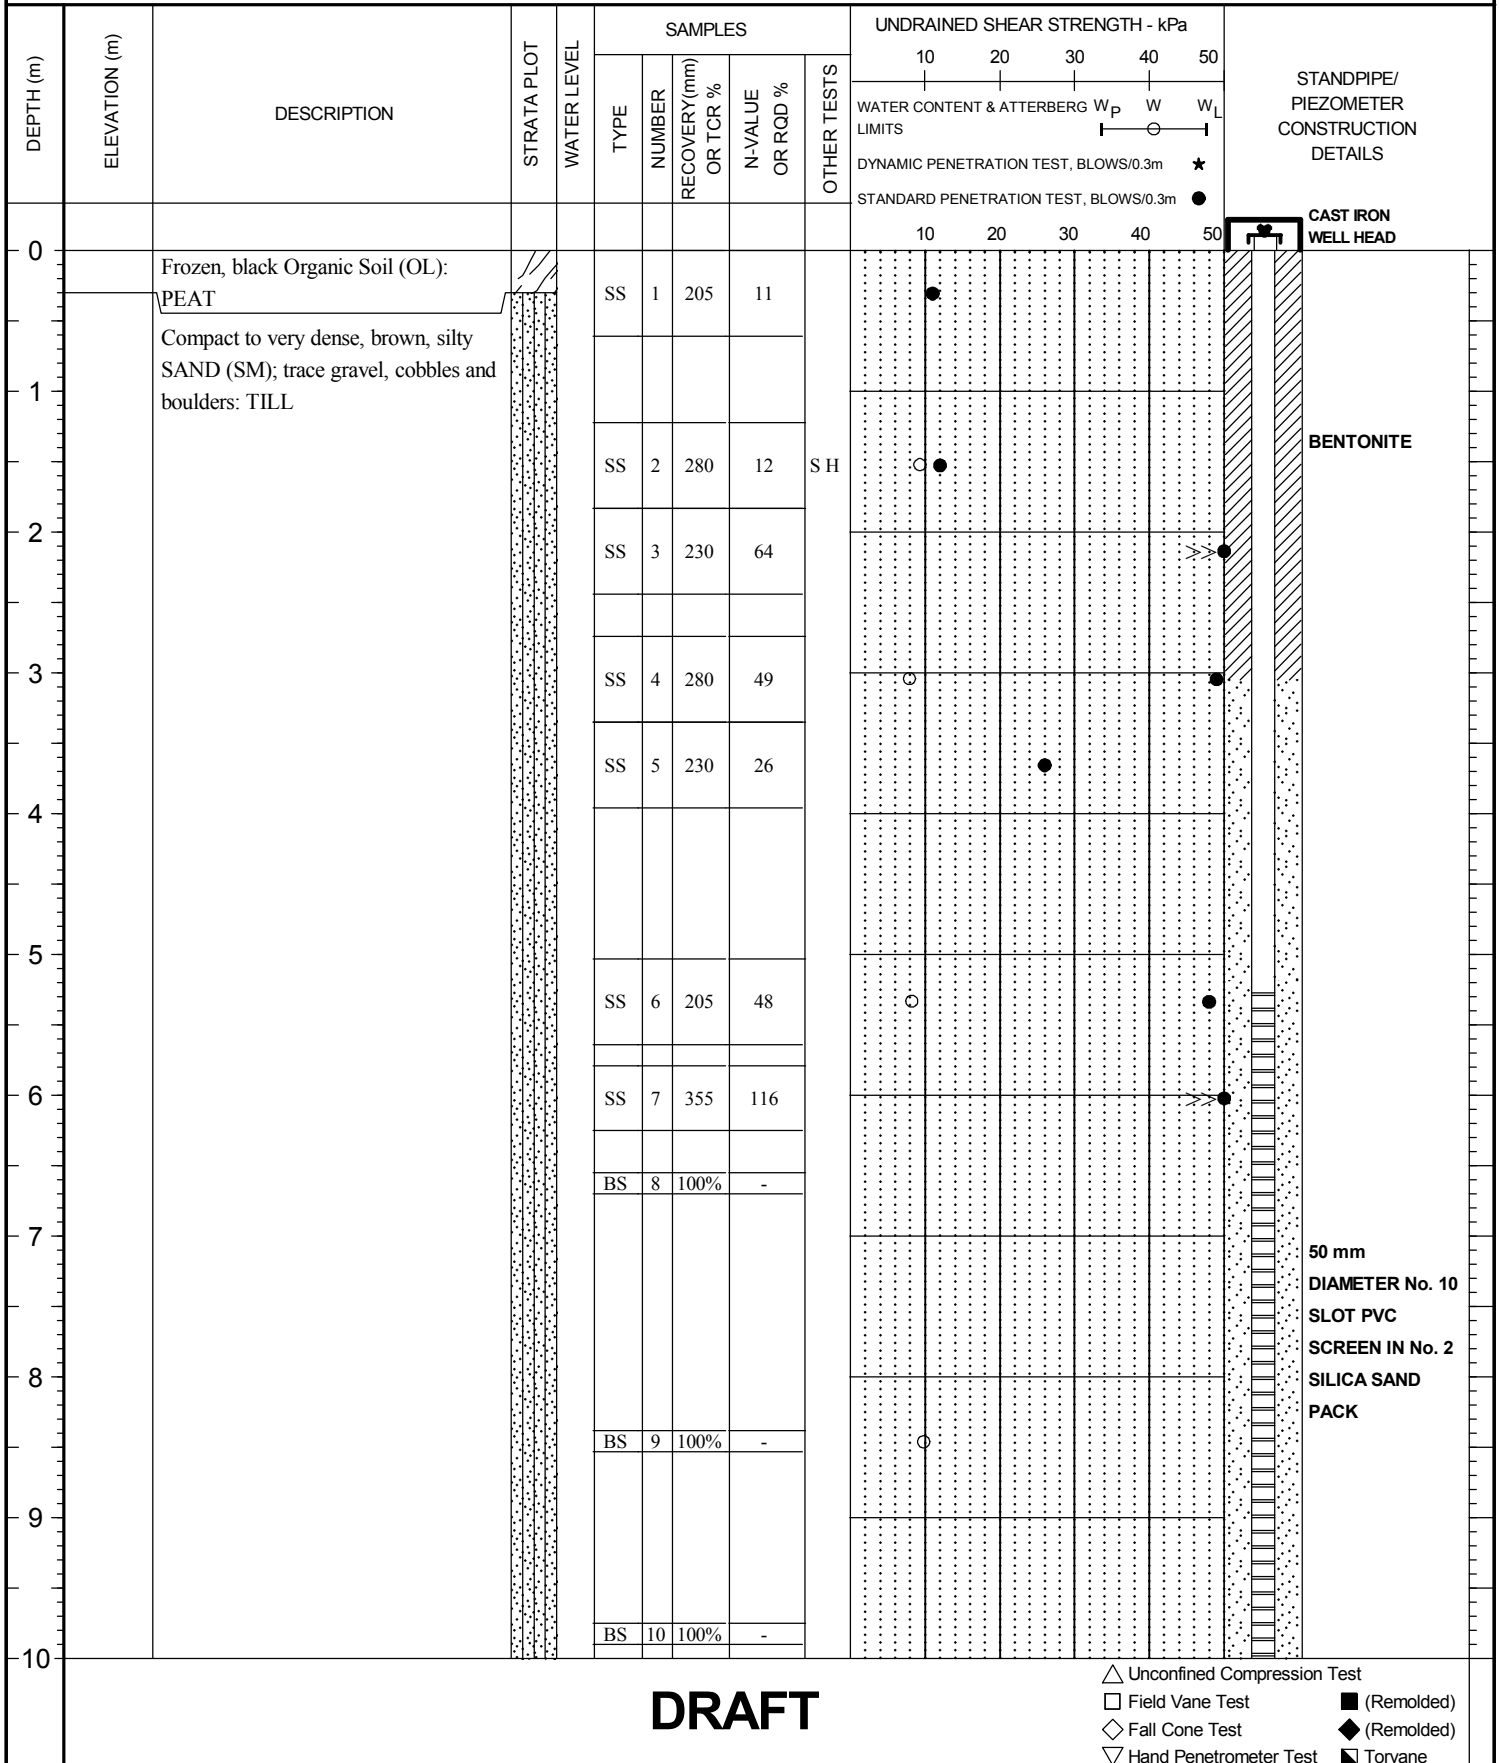 DEPTH (m)
ELEVATION (m)
DESCRIPTION
STRATA PLOT
WATER LEVEL
SAMPLES
TYPE
NUMBER
RECOVERY(mm)
OR TCR %
N-VALUE
OR RQD %
OTHER TESTS
UNDRAINED SHEAR STRENGTH - kPa
10 20 30 40 50
WATER CONTENT & ATTERBERG WP W WL
LIMITS
DYNAMIC PENETRATION TEST, BLOWS/0.3m ★
STANDARD PENETRATION TEST, BLOWS/0.3m ●
10 20 30 40 50
STANDPIPE/
PIEZOMETER
CONSTRUCTION
DETAILS
CAST IRON
WELL HEAD
0
Frozen, black Organic Soil (OL):
PEAT
SS 1 205 11
Compact to very dense, brown, silty
SAND (SM); trace gravel, cobbles and
boulders: TILL
1
BENTONITE
SS 2 280 12 S H
2
SS 3 230 64
>>
3
SS 4 280 49
SS 5 230 26
4
5
SS 6 205 48
6
SS 7 355 116
>>
BS 8 100% -
7
50 mm
DIAMETER No. 10
SLOT PVC
SCREEN IN No. 2
SILICA SAND
PACK
8
BS 9 100% -
9
BS 10 100% -
10
DRAFT
△ Unconfined Compression Test
□ Field Vane Test ■ (Remolded)
◇ Fall Cone Test ◆ (Remolded)
▽ Hand Penetrometer Test Torvane